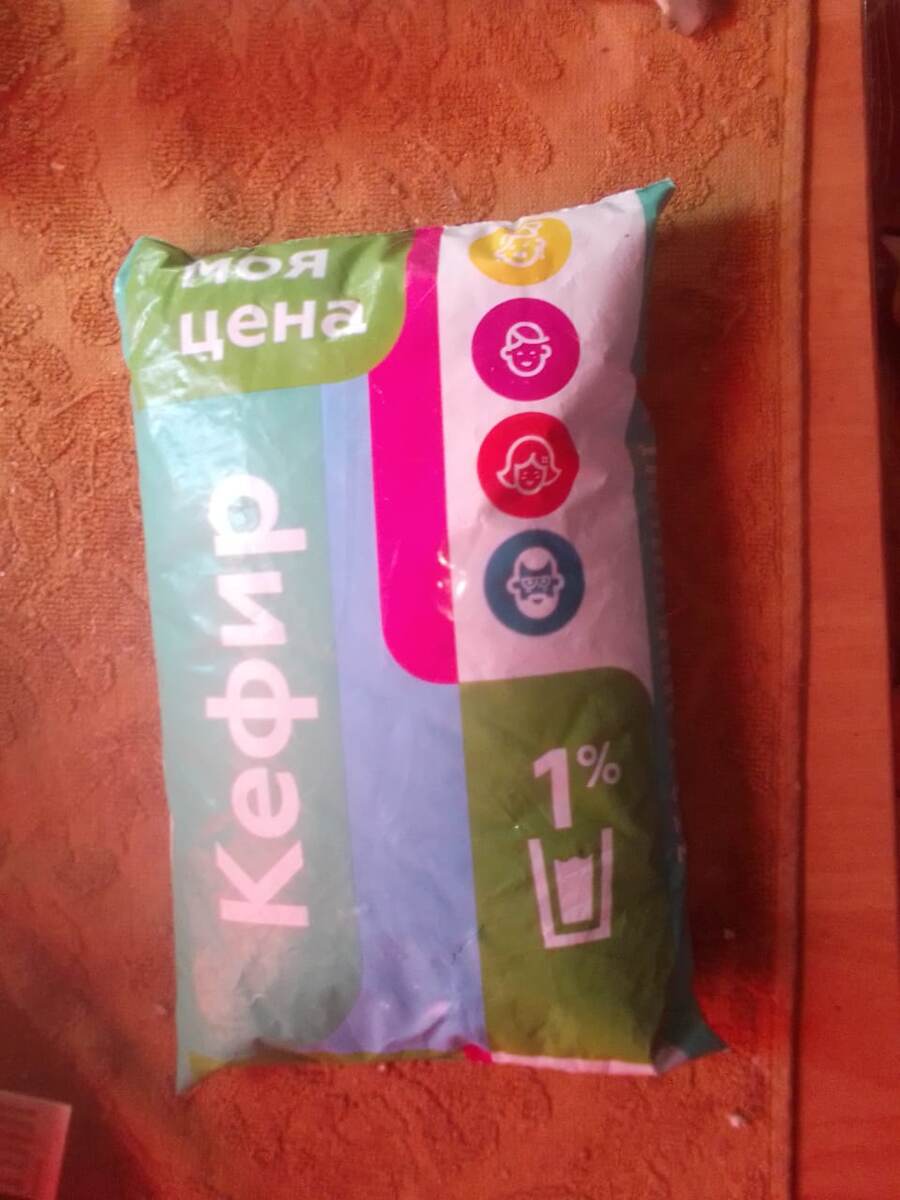 моя
цена
Кефир
1%